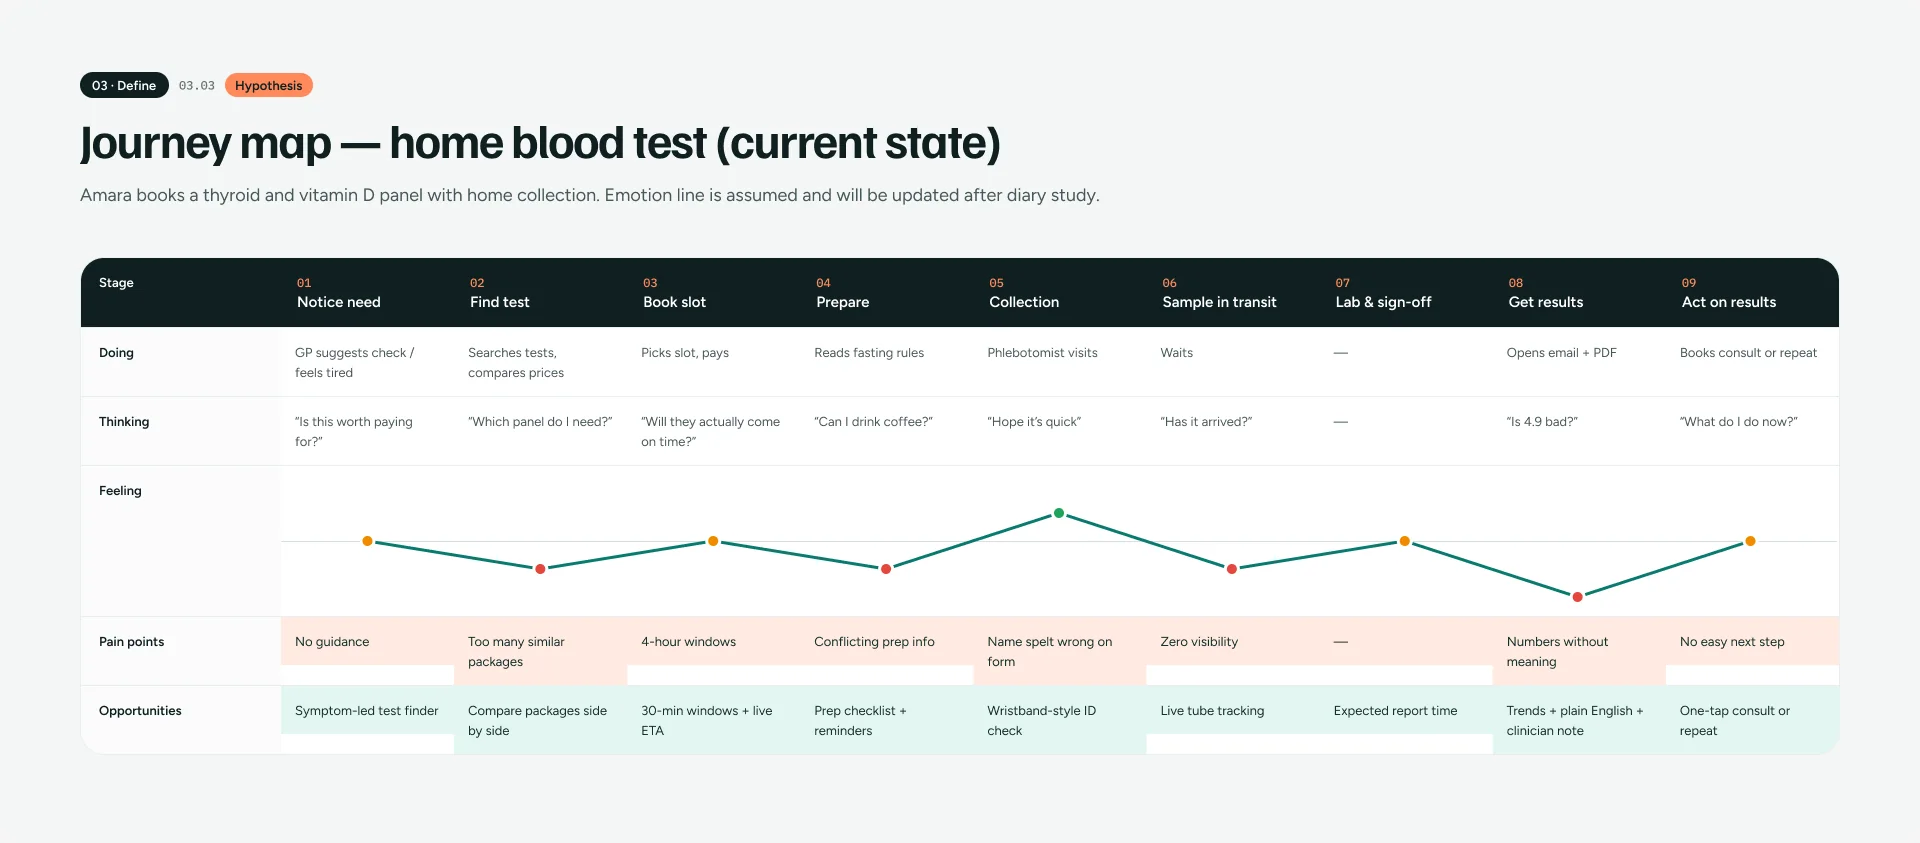 03 · Define
03.03
Hypothesis
Journey map — home blood test (current state)
Amara books a thyroid and vitamin D panel with home collection. Emotion line is assumed and will be updated after diary study.
Stage
01
Notice need
02
Find test
03
Book slot
04
Prepare
05
Collection
06
Sample in transit
07
Lab & sign-off
08
Get results
09
Act on results
Doing
GP suggests check /
feels tired
Searches tests,
compares prices
Picks slot, pays
Reads fasting rules
Phlebotomist visits
Waits
—
Opens email + PDF
Books consult or repeat
Thinking
“Is this worth paying
for?”
“Which panel do I need?”
“Will they actually come
on time?”
“Can I drink coffee?”
“Hope it’s quick”
“Has it arrived?”
—
“Is 4.9 bad?”
“What do I do now?”
Feeling
Pain points
No guidance
Too many similar
packages
4-hour windows
Conflicting prep info
Name spelt wrong on
form
Zero visibility
—
Numbers without
meaning
No easy next step
Opportunities
Symptom-led test finder
Compare packages side
by side
30-min windows + live
ETA
Prep checklist +
reminders
Wristband-style ID
check
Live tube tracking
Expected report time
Trends + plain English +
clinician note
One-tap consult or
repeat